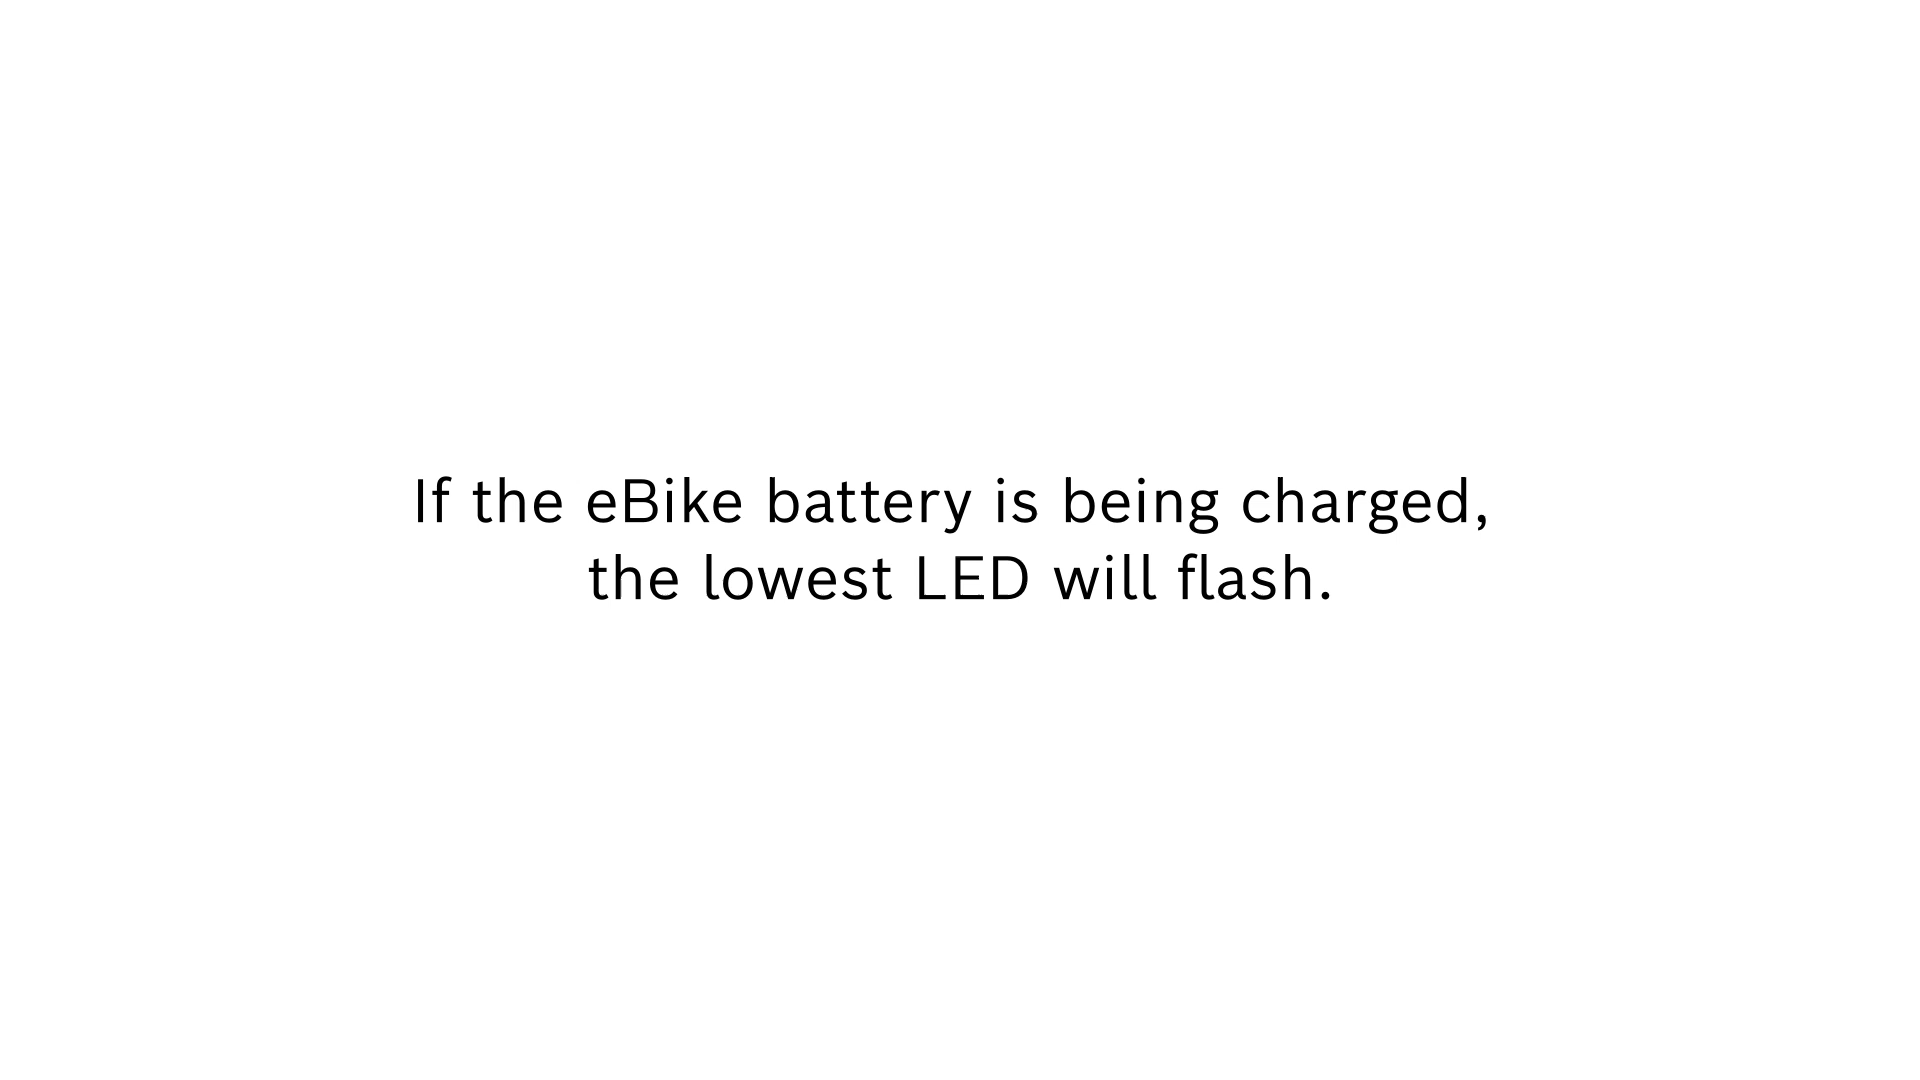 If the eBike battery is being charged,
the lowest LED will flash.